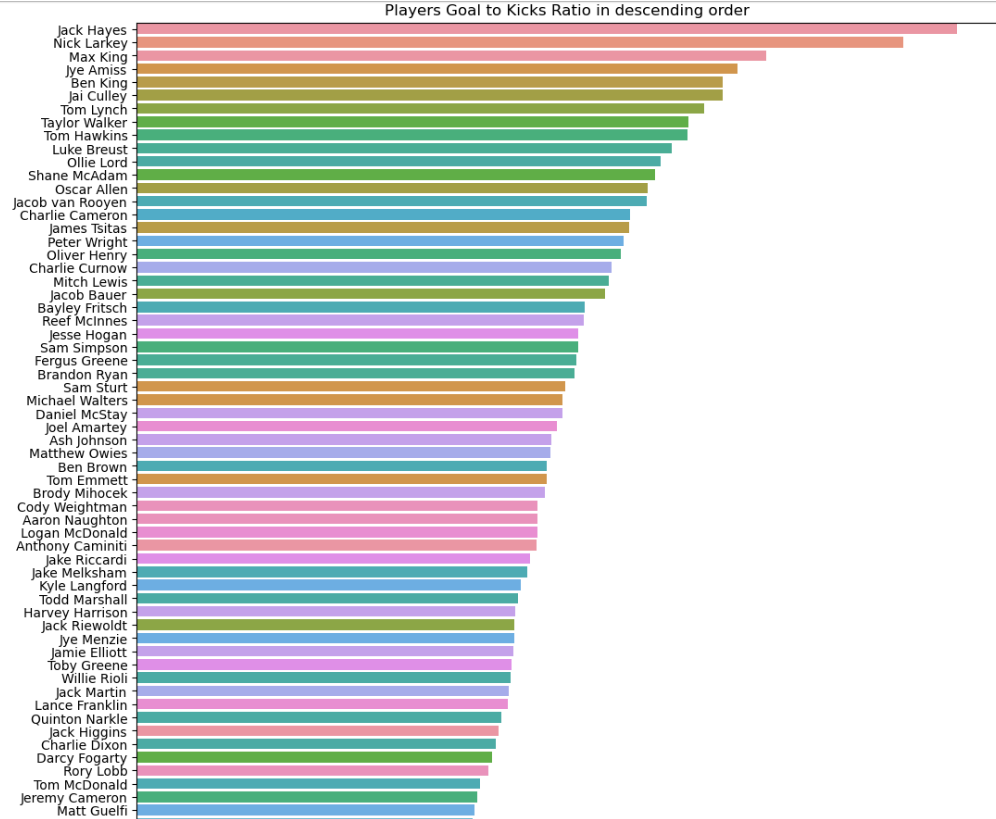 Players Goal to Kicks Ratio in descending order
Jack Hayes
Nick Larkey
Max King
Jye Amiss
Ben King
Jai Culley
Tom Lynch
Taylor Walker
Tom Hawkins
Luke Breust
Ollie Lord
Shane McAdam
Oscar Allen
Jacob van Rooyen
Charlie Cameron
James Tsitas
Peter Wright
Oliver Henry
Charlie Curnow
Mitch Lewis
Jacob Bauer
Bayley Fritsch
Reef McInnes
Jesse Hogan
Sam Simpson
Fergus Greene
Brandon Ryan
Sam Sturt
Michael Walters
Daniel McStay
Joel Amartey
Ash Johnson
Matthew Owies
Ben Brown
Tom Emmett
Brody Mihocek
Cody Weightman
Aaron Naughton
Logan McDonald
Anthony Caminiti
Jake Riccardi
Jake Melksham
Kyle Langford
Todd Marshall
Harvey Harrison
Jack Riewoldt
Jye Menzie
Jamie Elliott
Toby Greene
Willie Rioli
Jack Martin
Lance Franklin
Quinton Narkle
Jack Higgins
Charlie Dixon
Darcy Fogarty
Rory Lobb
Tom McDonald
Jeremy Cameron
Matt Guelfi